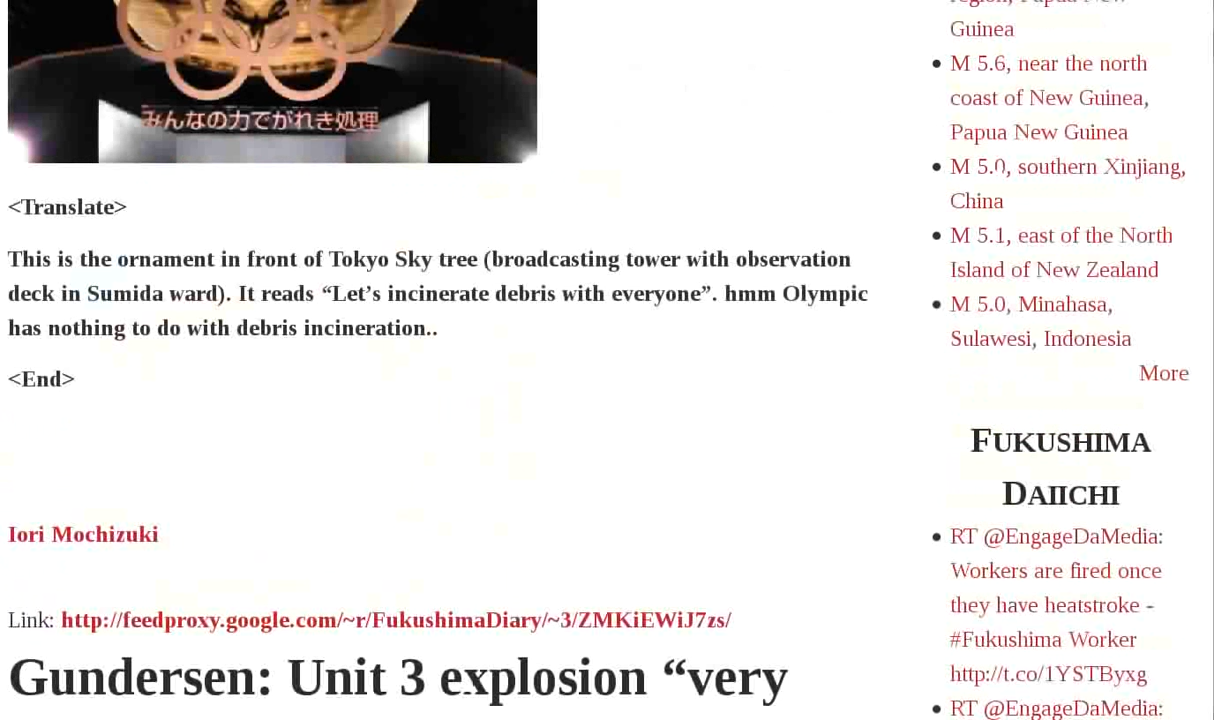 みんなの力でがれき処理
<Translate>
This is the ornament in front of Tokyo Sky tree (broadcasting tower with observation
deck in Sumida ward). It reads “Let’s incinerate debris with everyone”. hmm Olympic
has nothing to do with debris incineration..
<End>
Iori Mochizuki
Link: http://feedproxy.google.com/~r/FukushimaDiary/~3/ZMKiEWiJ7zs/
Gundersen: Unit 3 explosion “very
Guinea
M 5.6, near the north
coast of New Guinea,
Papua New Guinea
M 5.0, southern Xinjiang,
China
M 5.1, east of the North
Island of New Zealand
M 5.0, Minahasa,
Sulawesi, Indonesia
More
FUKUSHIMA
DAIICHI
RT @EngageDaMedia:
Workers are fired once
they have heatstroke -
#Fukushima Worker
http://t.co/1YSTByxg
RT @EngageDaMedia: